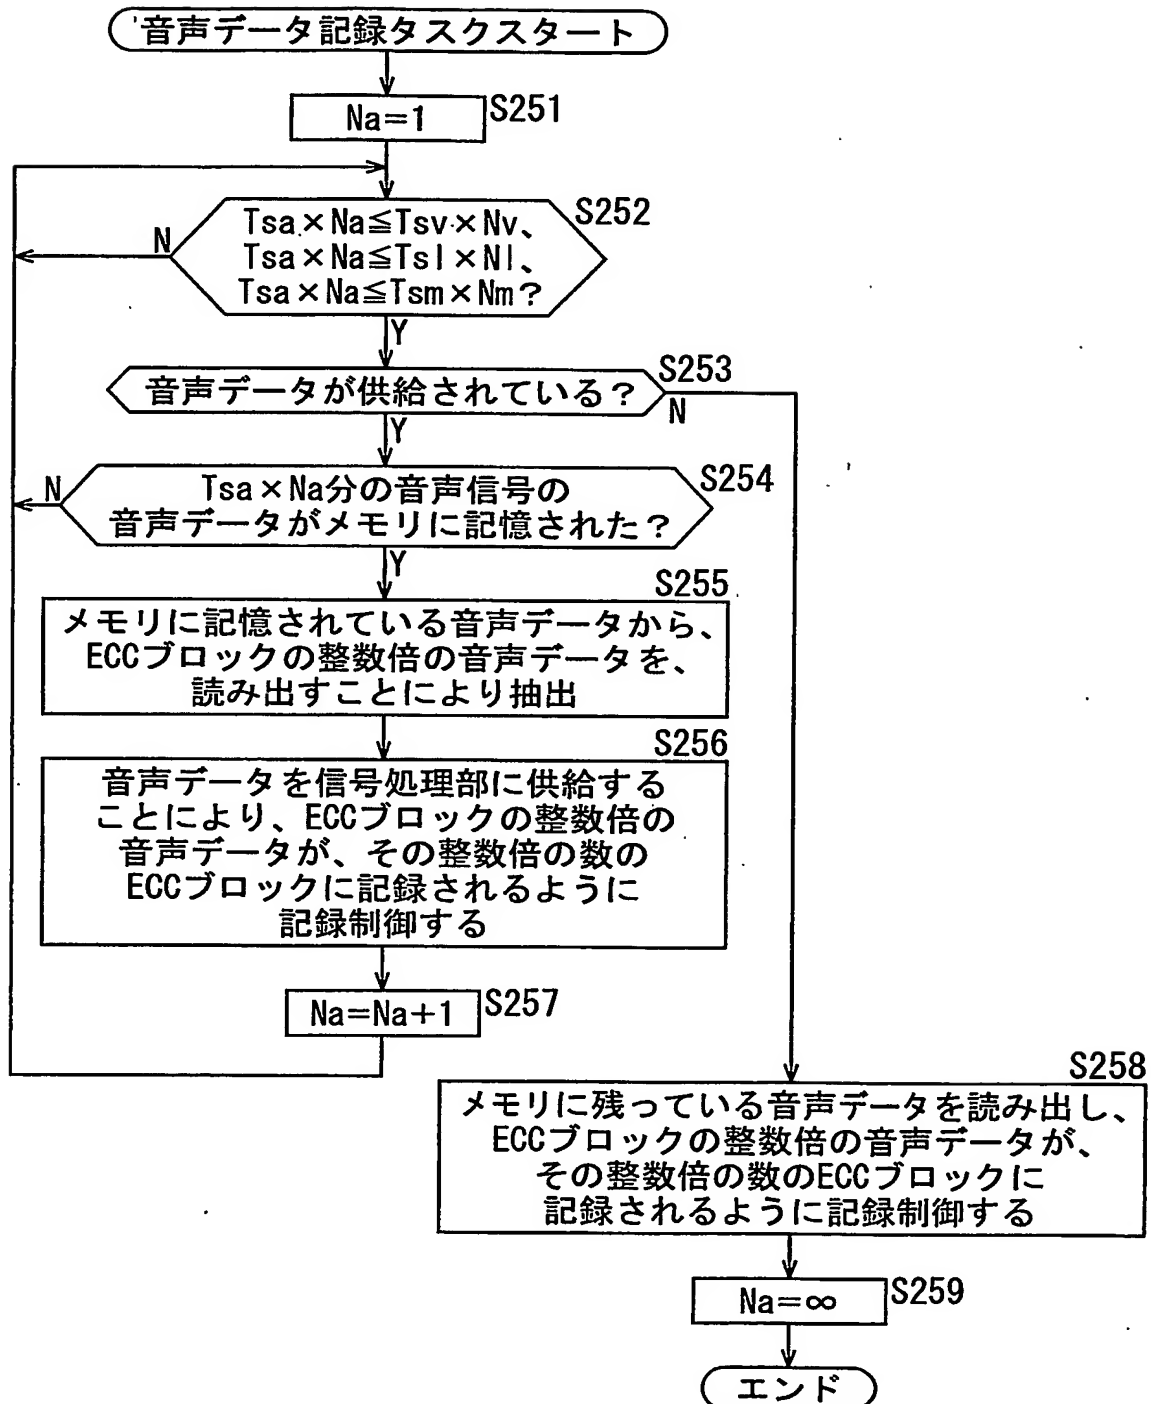 音声データ記録タスクスタート
Na=1
S251
Tsa×Na≦Tsv×Nv、
Tsa×Na≦Tsl×Nl、
Tsa×Na≦Tsm×Nm?
S252
N
Y
音声データが供給されている?
S253
N
Y
Tsa×Na分の音声信号の
音声データがメモリに記憶された?
S254
N
Y
S255
メモリに記憶されている音声データから、
ECCブロックの整数倍の音声データを、
読み出すことにより抽出
S256
音声データを信号処理部に供給する
ことにより、ECCブロックの整数倍の
音声データが、その整数倍の数の
ECCブロックに記録されるように
記録制御する
Na=Na+1
S257
S258
メモリに残っている音声データを読み出し、
ECCブロックの整数倍の音声データが、
その整数倍の数のECCブロックに
記録されるように記録制御する
Na=∞
S259
エンド